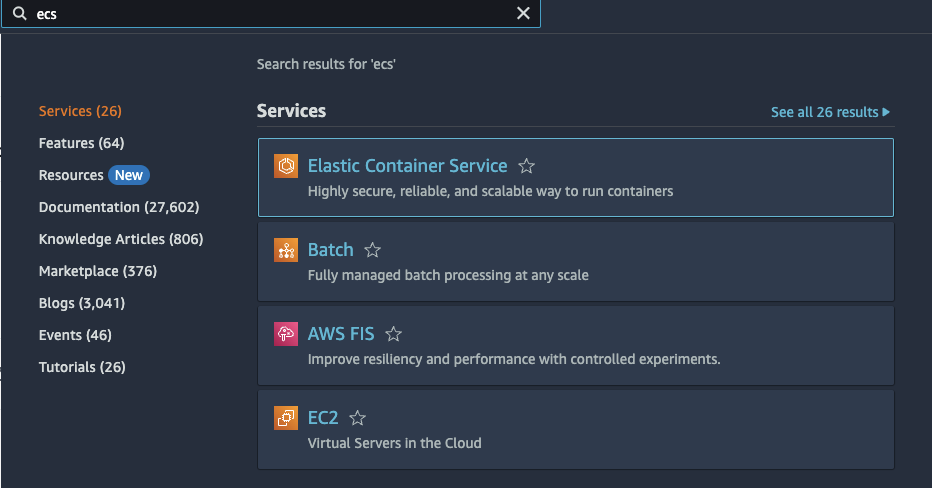 ecs
Search results for 'ecs'
Services (26)
Features (64)
Resources New
Documentation (27,602)
Knowledge Articles (806)
Marketplace (376)
Blogs (3,041)
Events (46)
Tutorials (26)
Services
See all 26 results
Elastic Container Service
Highly secure, reliable, and scalable way to run containers
Batch
Fully managed batch processing at any scale
AWS FIS
Improve resiliency and performance with controlled experiments.
EC2
Virtual Servers in the Cloud